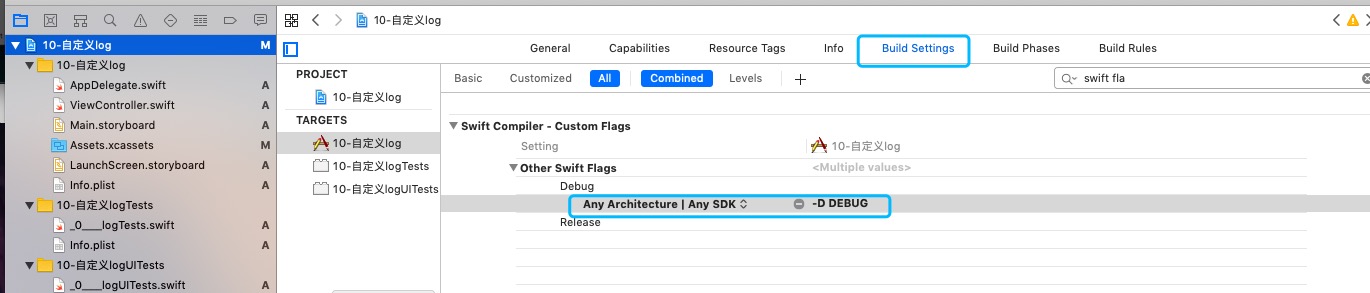 10-自定义log
General Capabilities Resource Tags Info Build Settings Build Phases Build Rules
Basic Customized All Combined Levels + swift fla
10-自定义log M
10-自定义log
AppDelegate.swift A
ViewController.swift A
Main.storyboard A
Assets.xcassets M
LaunchScreen.storyboard A
Info.plist A
10-自定义logTests
_0____logTests.swift A
Info.plist A
10-自定义logUITests
_0____logUITests.swift A
PROJECT
10-自定义log
TARGETS
10-自定义log
10-自定义logTests
10-自定义logUITests
Swift Compiler - Custom Flags
Setting 10-自定义log
Other Swift Flags <Multiple values>
Debug
Any Architecture | Any SDK -D DEBUG
Release